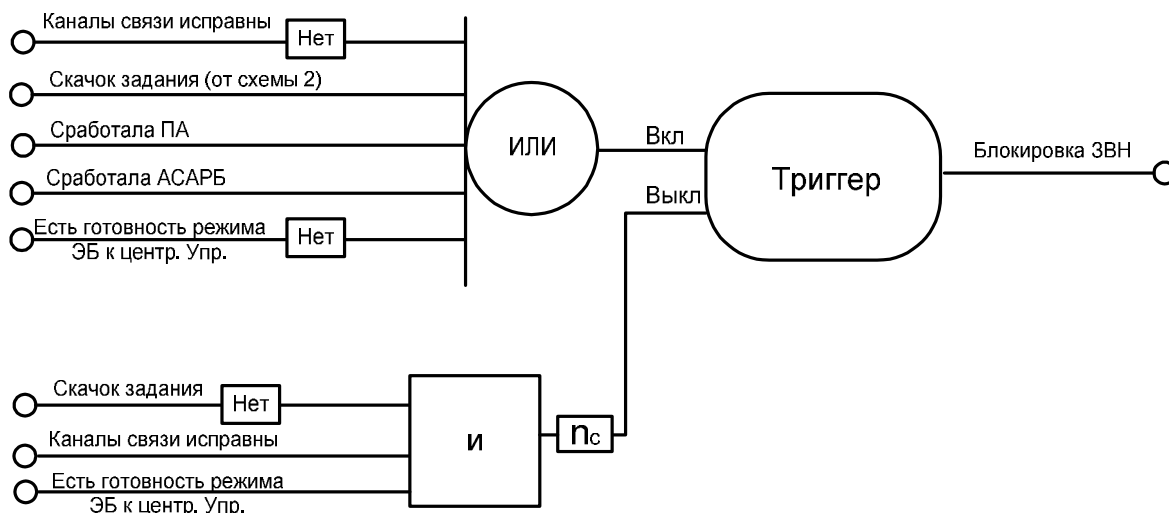 Каналы связи исправны
Нет
Скачок задания (от схемы 2)
Сработала ПА
Сработала АСАРБ
Есть готовность режима
ЭБ к центр. Упр.
Нет
ИЛИ
Вкл
Выкл
Триггер
Блокировка ЗВН
Скачок задания
Нет
Каналы связи исправны
Есть готовность режима
ЭБ к центр. Упр.
и
nс